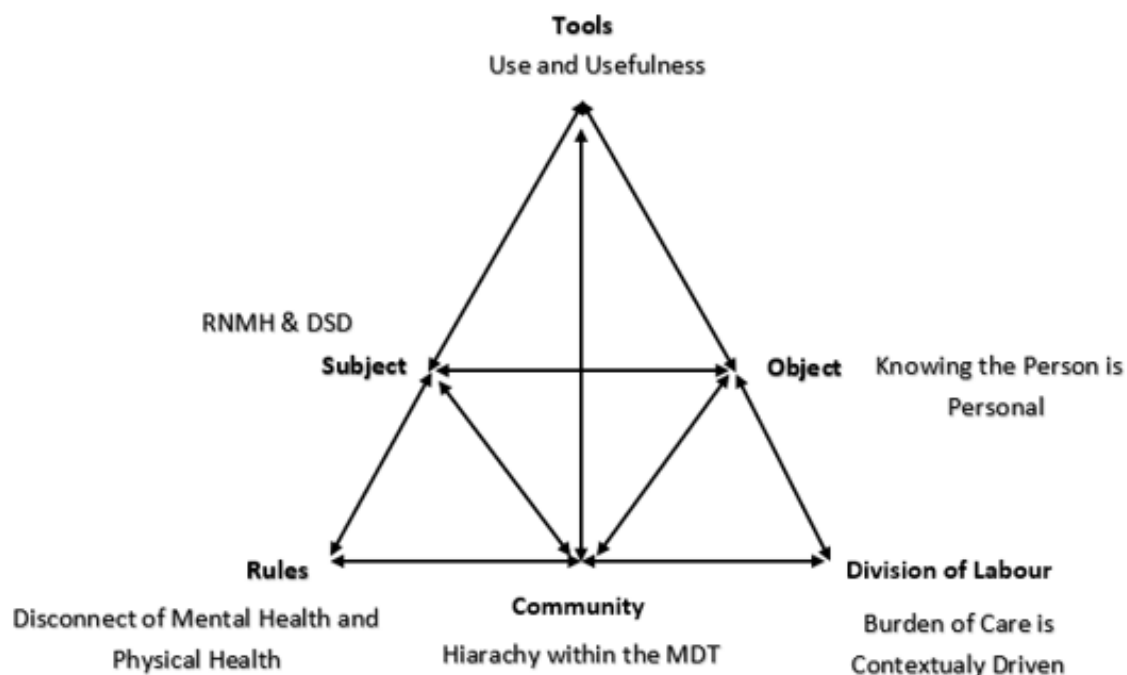 Tools
Use and Usefulness
RNMH & DSD
Subject
Object
Knowing the Person is
Personal
Rules
Disconnect of Mental Health and
Physical Health
Community
Hiarachy within the MDT
Division of Labour
Burden of Care is
Contextualy Driven